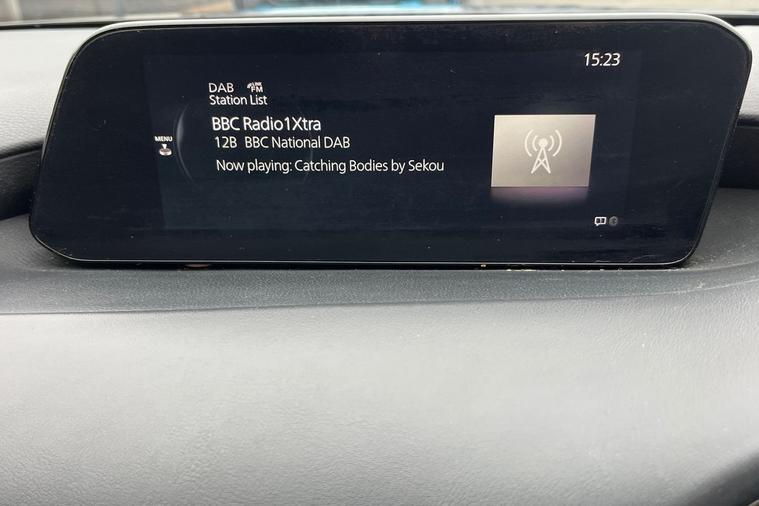 15:23
DAB LINK FM
Station List
BBC Radio1Xtra
MENU
12B BBC National DAB
Now playing: Catching Bodies by Sekou